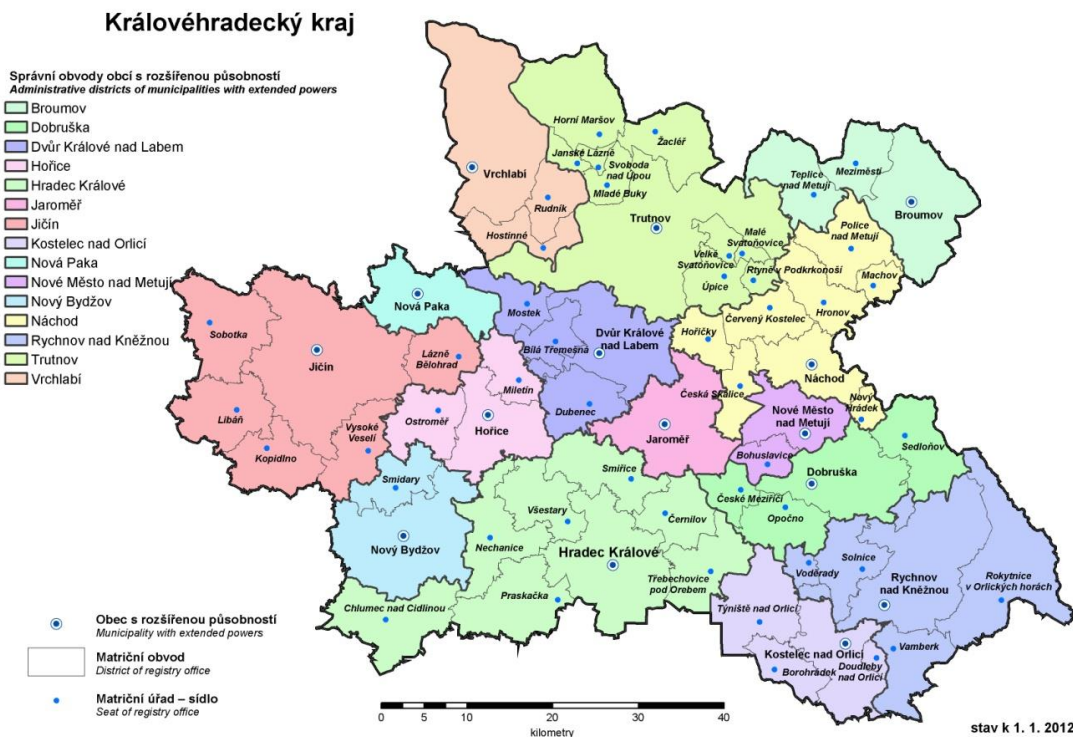 Královéhradecký kraj
Správní obvody obcí s rozšířenou působností
Administrative districts of municipalities with extended powers
Broumov
Dobruška
Dvůr Králové nad Labem
Hořice
Hradec Králové
Jaroměř
Jičín
Kostelec nad Orlicí
Nová Paka
Nové Město nad Metují
Nový Bydžov
Náchod
Rychnov nad Kněžnou
Trutnov
Vrchlabí
Horní Maršov
Žacléř
Janské Lázně
Svoboda
nad Úpou
Mladé Buky
Vrchlabí
Rudník
Hostinné
Trutnov
Teplice
nad Metují
Meziměstí
Broumov
Police
nad Metují
Malé
Svatoňovice
Velké
Svatoňovice
Rtyně v Podkrkonoší
Úpice
Machov
Hronov
Červený Kostelec
Hořičky
Náchod
Česká Skalice
Nový
Hrádek
Nová Paka
Mostek
Bílá Třemešná
Dvůr Králové
nad Labem
Dubenec
Sobotka
Jičín
Lázně
Bělohrad
Libáň
Kopidlno
Vysoké
Veselí
Miletín
Ostroměř
Hořice
Jaroměř
Nové Město
nad Metují
Bohuslavice
Sedloňov
Dobruška
České Meziříčí
Opočno
Smidary
Nový Bydžov
Smiřice
Všestary
Černilov
Nechanice
Hradec Králové
Třebechovice
pod Orebem
Praskačka
Chlumec nad Cidlinou
Voděrady
Solnice
Rychnov
nad Kněžnou
Rokytnice
v Orlických horách
Vamberk
Týniště nad Orlicí
Kostelec nad Orlicí
Doudleby
nad Orlicí
Borohrádek
Obec s rozšířenou působností
Municipality with extended powers
Matriční obvod
District of registry office
Matriční úřad – sídlo
Seat of registry office
0 5 10 20 30 40
kilometry
stav k 1. 1. 2012